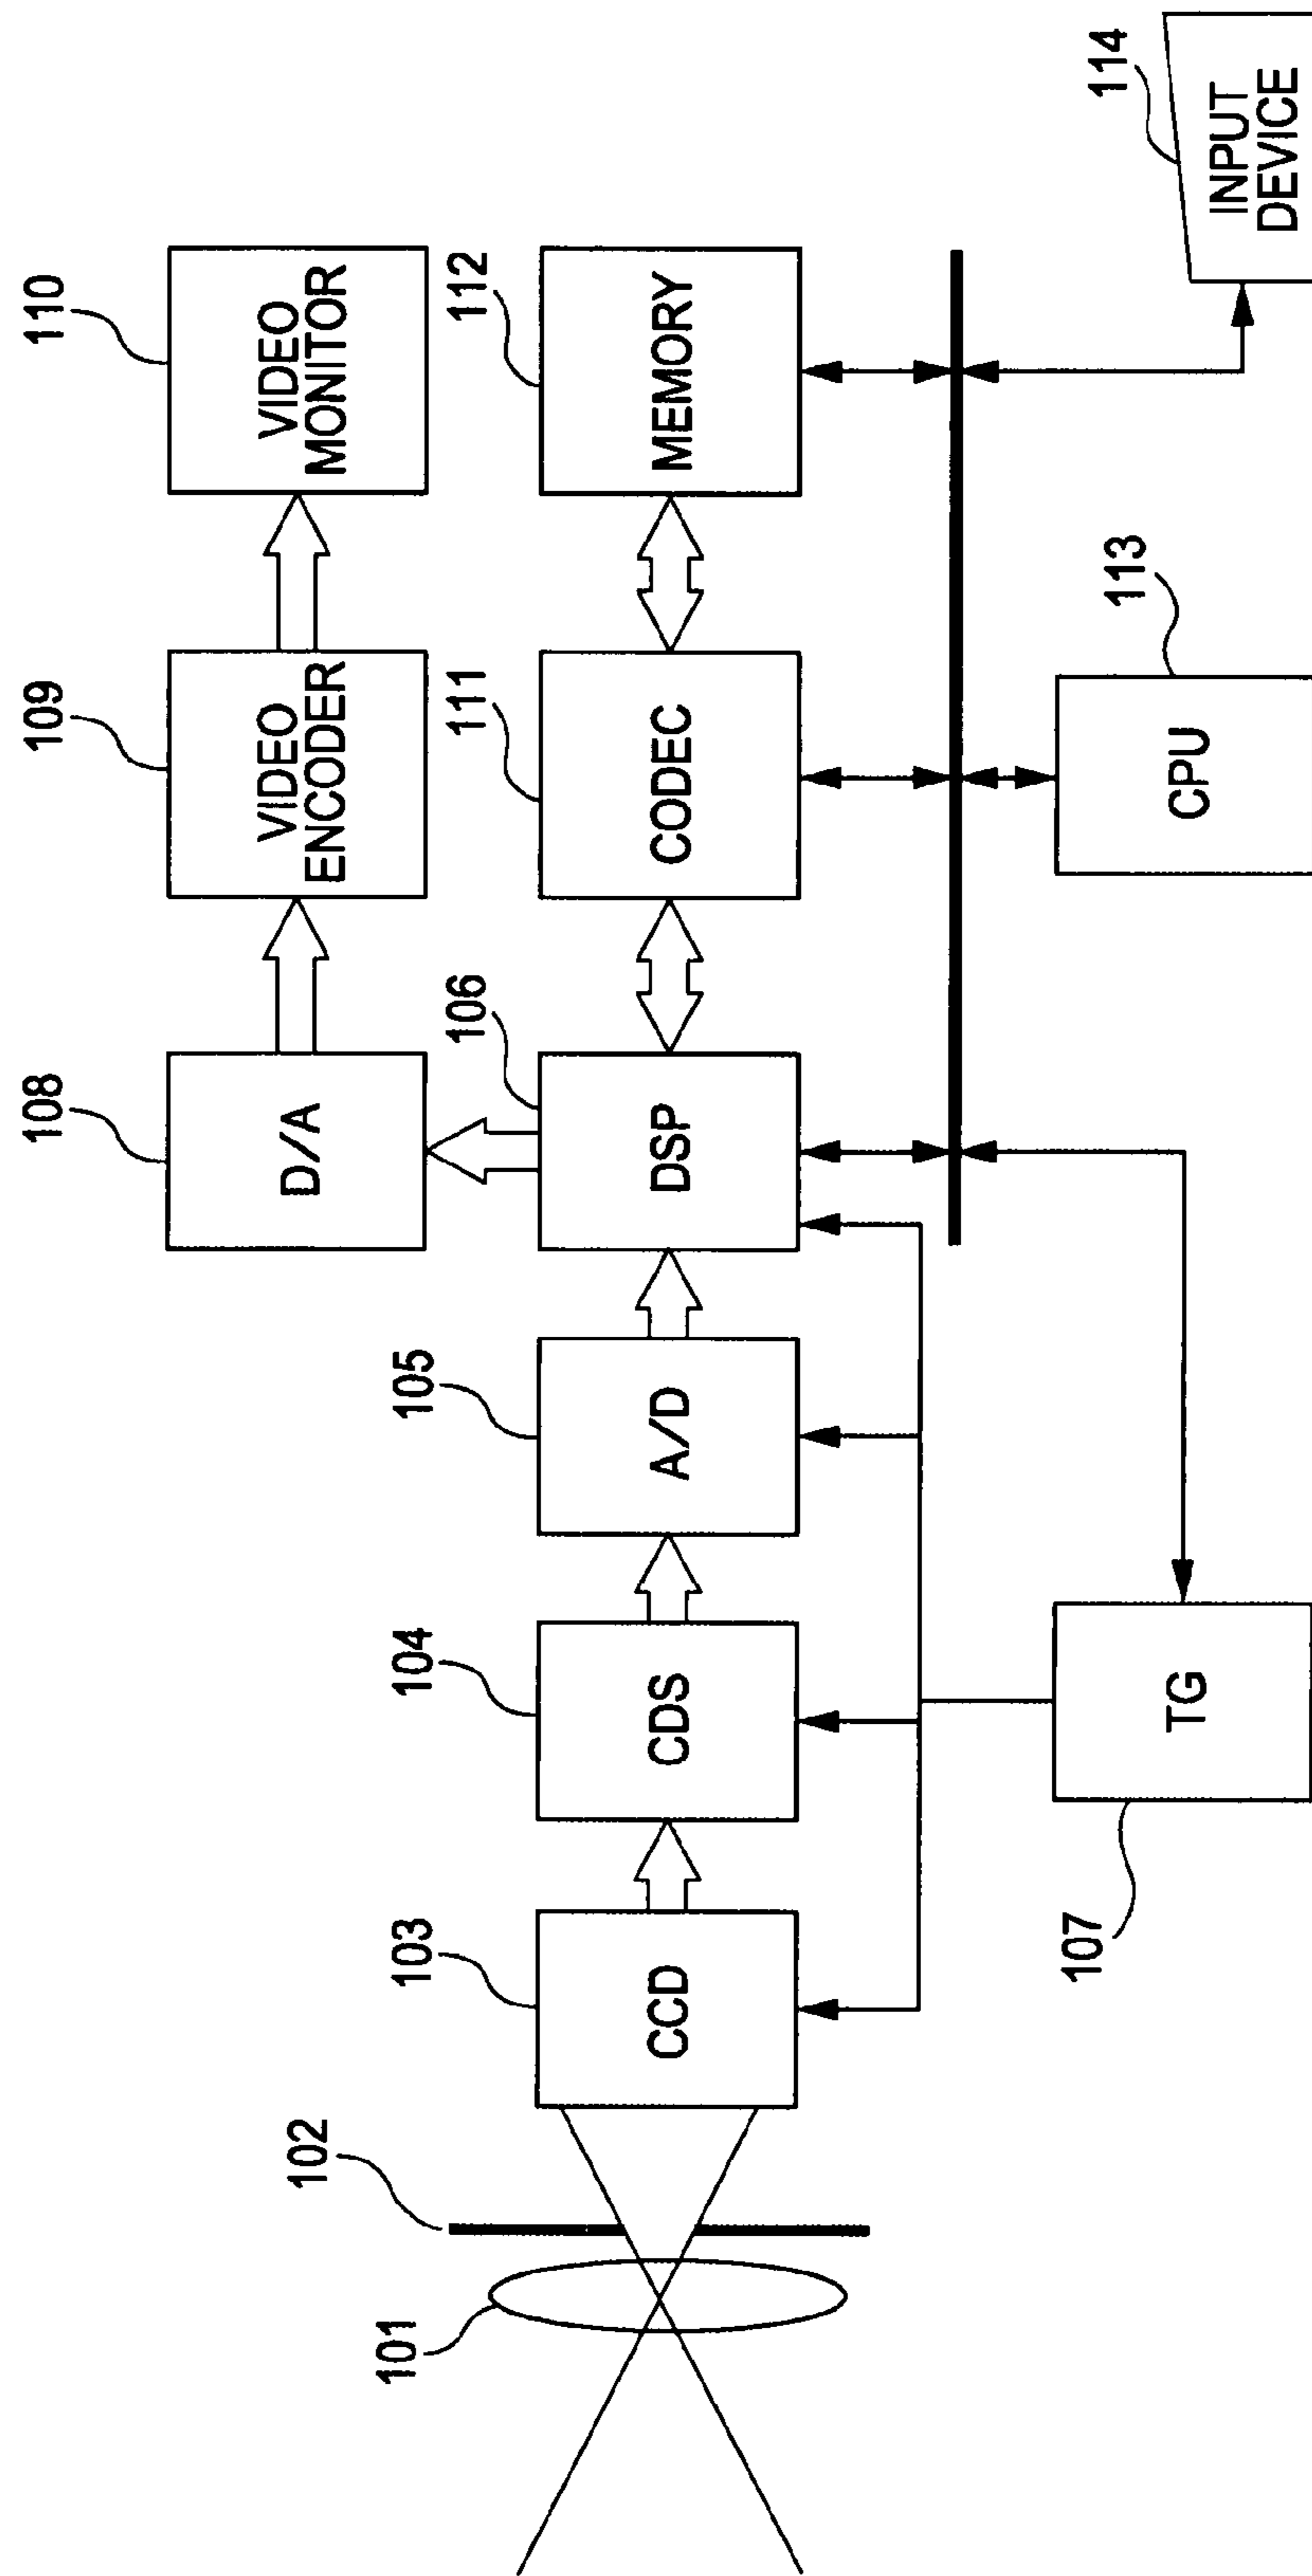 108
D/A
109
VIDEO
ENCODER
110
VIDEO
MONITOR
101
102
103
CCD
104
CDS
105
A/D
106
DSP
111
CODEC
112
MEMORY
107
TG
113
CPU
114
INPUT
DEVICE